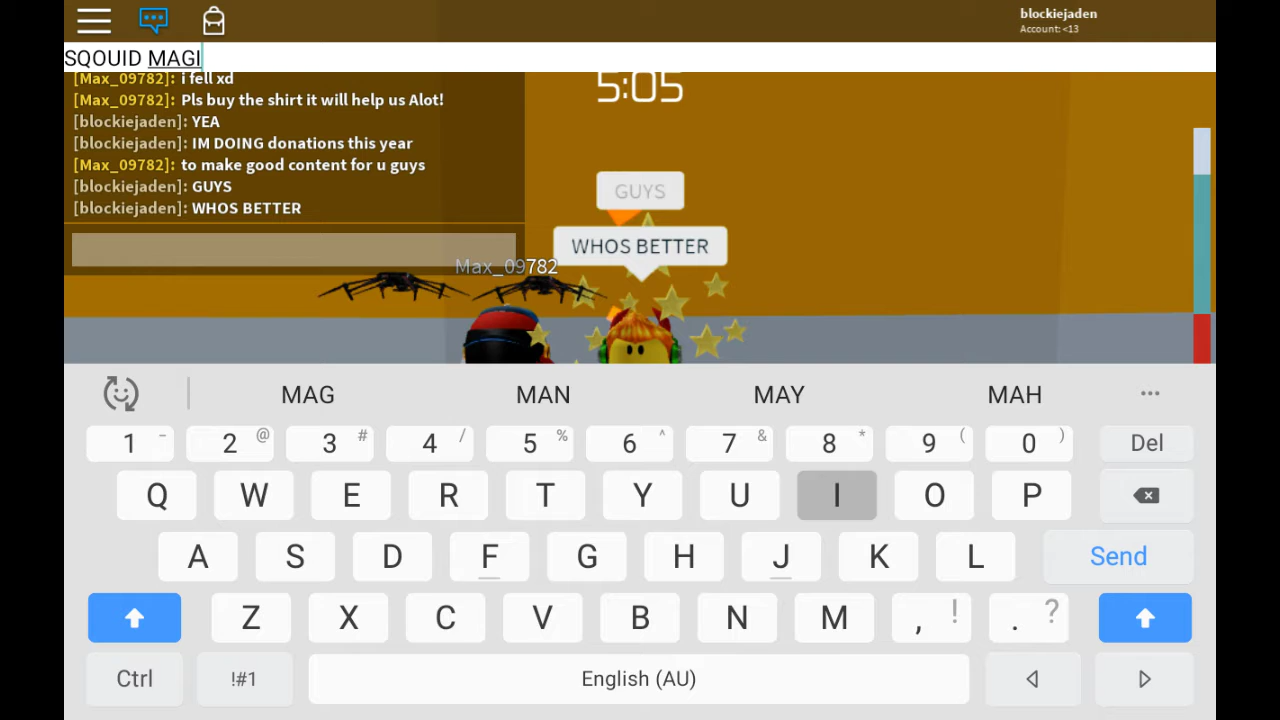 blockiejaden
Account: <13
SQOUID MAGI
[Max_09782]: i fell xd
[Max_09782]: Pls buy the shirt it will help us Alot!
[blockiejaden]: YEA
[blockiejaden]: IM DOING donations this year
[Max_09782]: to make good content for u guys
[blockiejaden]: GUYS
[blockiejaden]: WHOS BETTER
5:05
GUYS
WHOS BETTER
Max_09782
MAG MAN MAY MAH ...
1 - 2 @ 3 # 4 / 5 % 6 ^ 7 & 8 * 9 ( 0 ) Del
Q W E R T Y U I O P
A S D F G H J K L Send
Z X C V B N M , ! . ?
Ctrl !#1 English (AU)